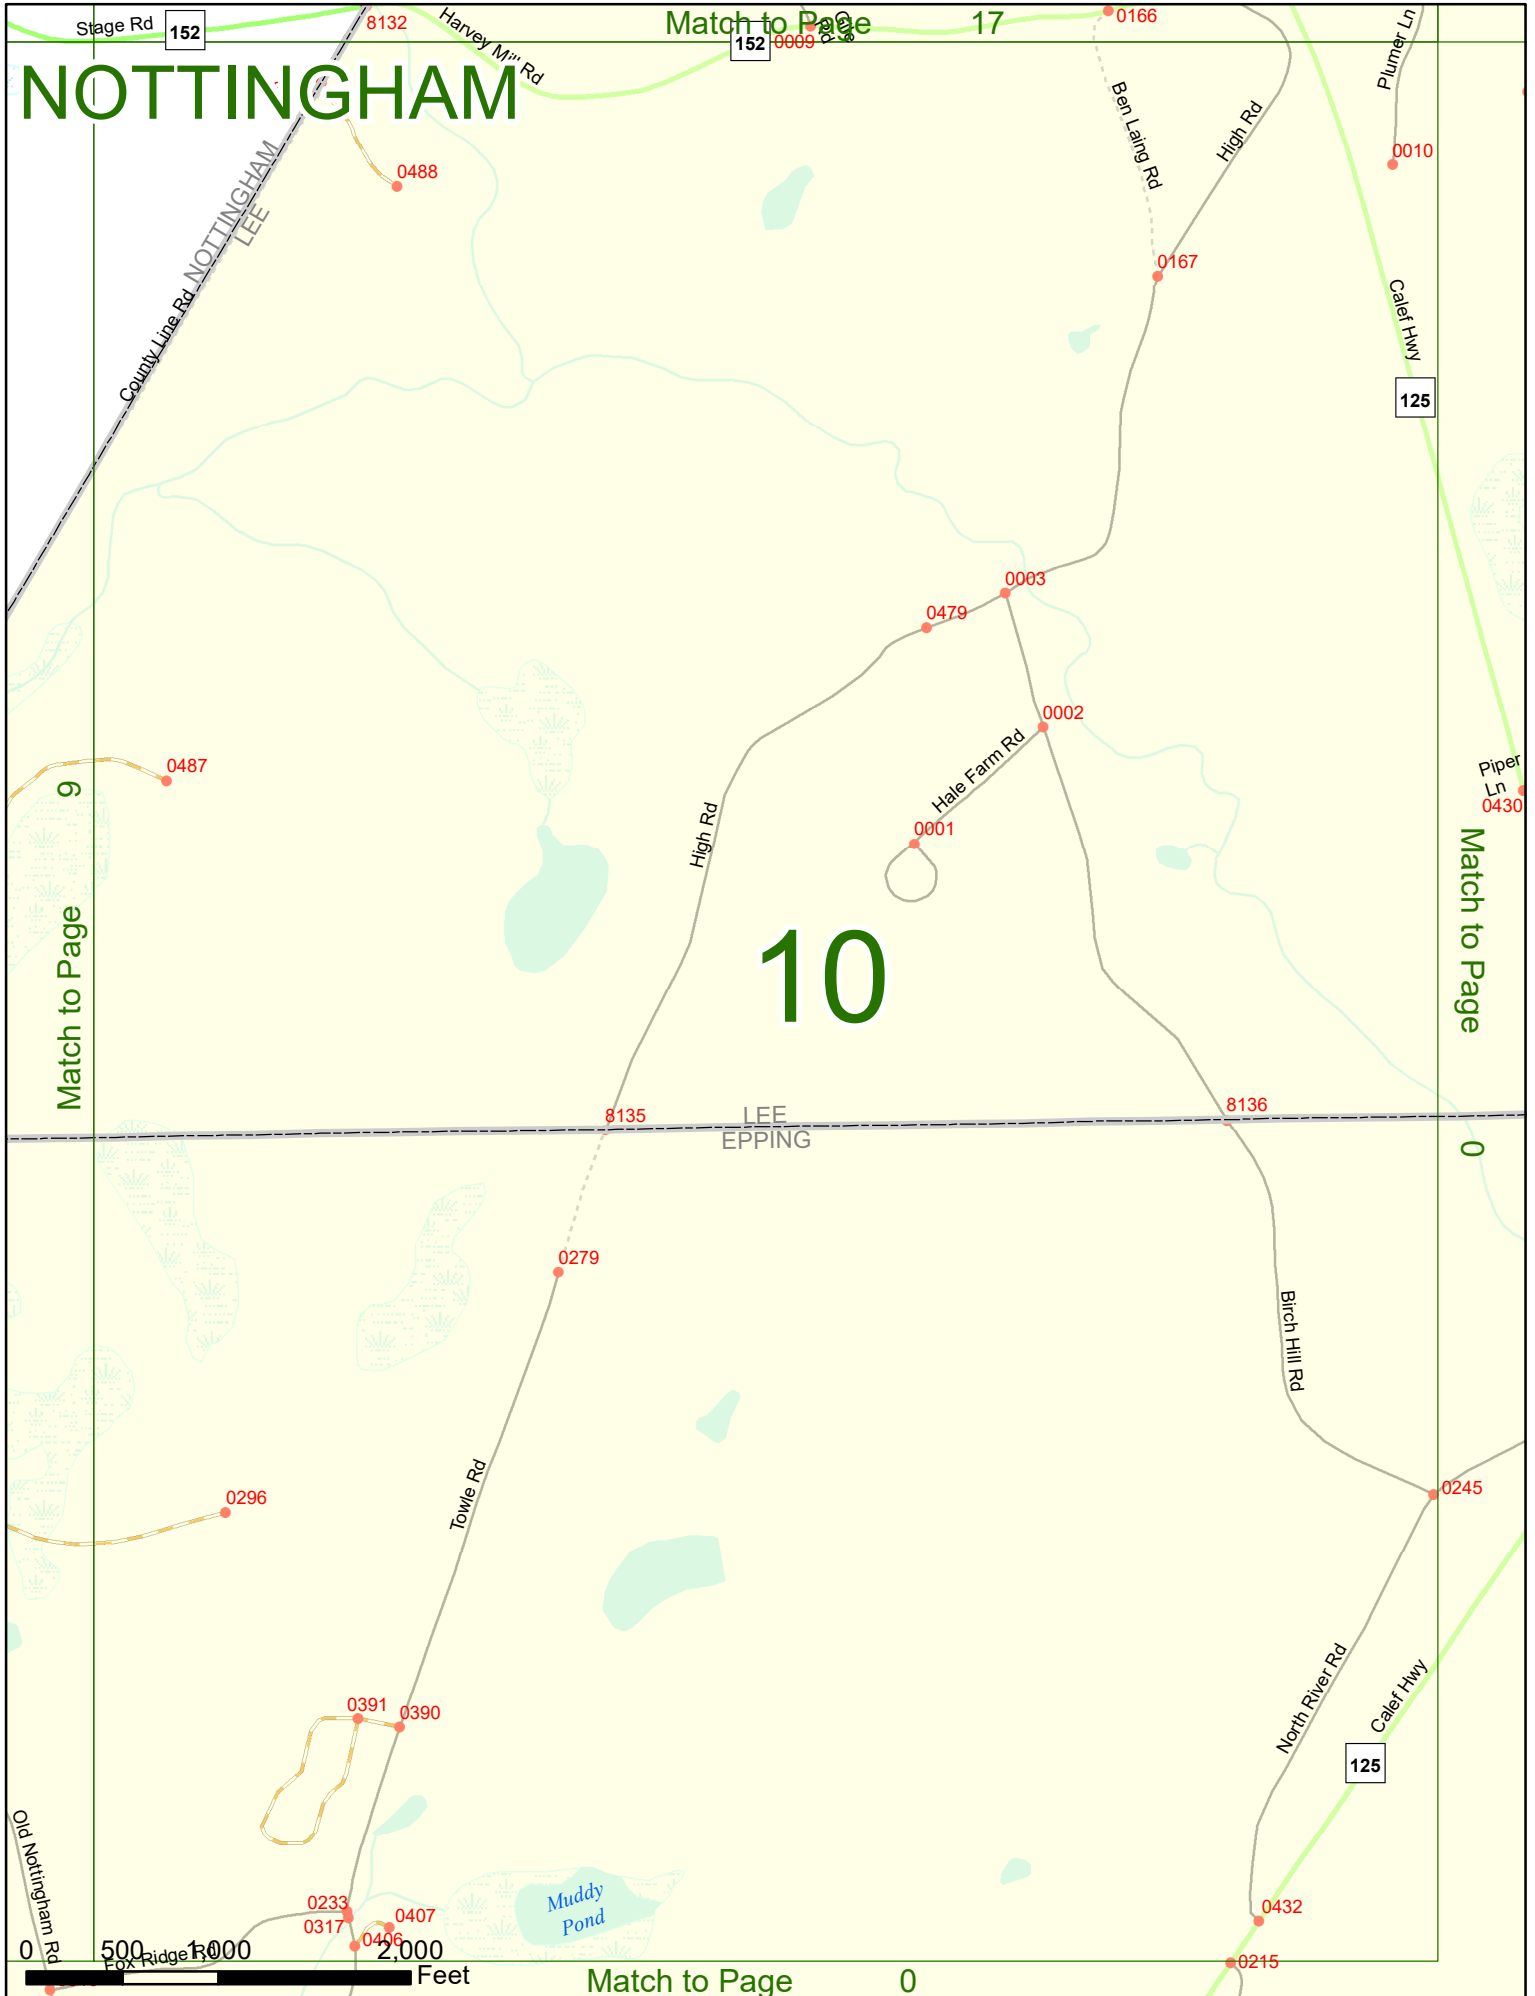 Stage Rd
152
8132
Harvey Mill Rd
Match to Page 17
152
0009
Rd
0166
Plumer Ln
NOTTINGHAM
Ben Laing Rd
High Rd
0010
0488
NOTTINGHAM
LEE
0167
County Line Rd
Calef Hwy
125
0003
0479
0002
0487
Hale Farm Rd
Piper
Ln
0430
High Rd
0001
Match to Page 9
10
Match to Page 0
8135
LEE
EPPING
8136
0279
Birch Hill Rd
Towle Rd
0296
0245
North River Rd
Calef Hwy
125
0391
0390
Old Nottingham Rd
Muddy
Pond
0233
0317
0407
0406
0432
0215
Fox Ridge Rd
0 500 1,000 2,000
Feet
Match to Page 0